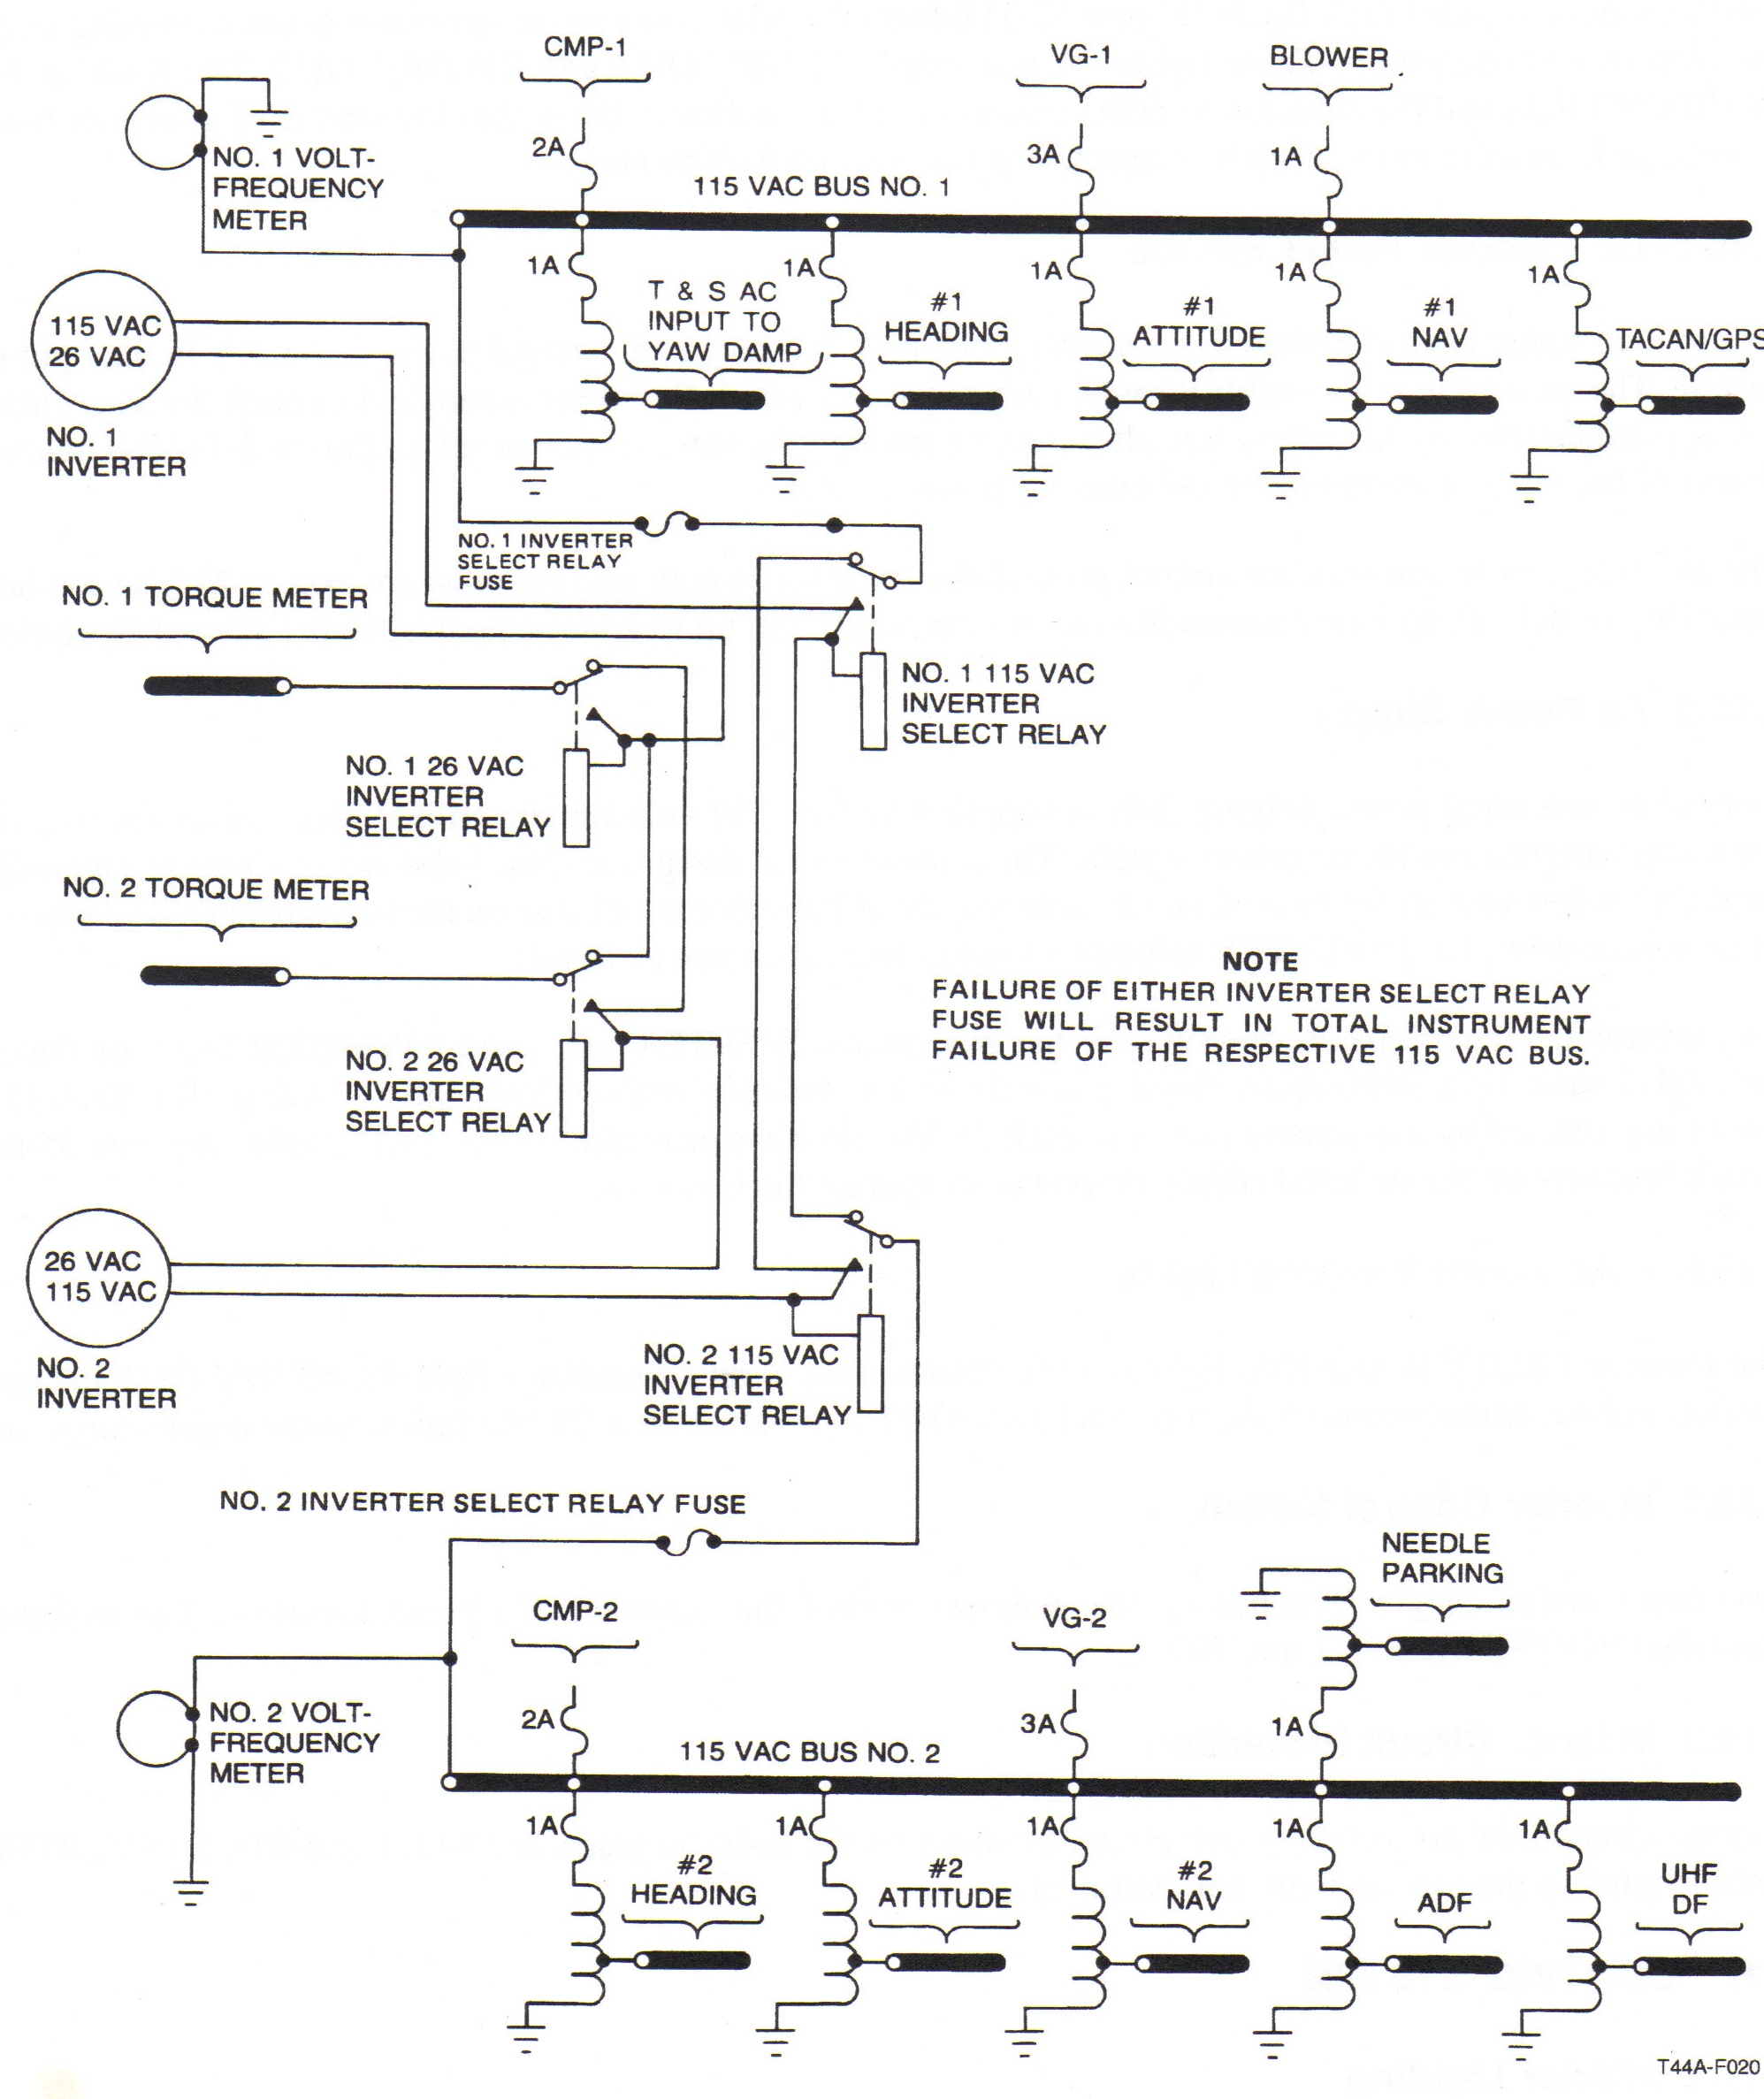 CMP-1
VG-1
BLOWER
2A
3A
1A
NO. 1 VOLT-
FREQUENCY
METER
115 VAC BUS NO. 1
1A
1A
1A
1A
1A
T & S AC
INPUT TO
YAW DAMP
#1
HEADING
#1
ATTITUDE
#1
NAV
TACAN/GPS
115 VAC
26 VAC
NO. 1
INVERTER
NO. 1 INVERTER
SELECT RELAY
FUSE
NO. 1 TORQUE METER
NO. 1 115 VAC
INVERTER
SELECT RELAY
NO. 1 26 VAC
INVERTER
SELECT RELAY
NO. 2 TORQUE METER
NOTE
FAILURE OF EITHER INVERTER SELECT RELAY
FUSE WILL RESULT IN TOTAL INSTRUMENT
FAILURE OF THE RESPECTIVE 115 VAC BUS.
NO. 2 26 VAC
INVERTER
SELECT RELAY
26 VAC
115 VAC
NO. 2
INVERTER
NO. 2 115 VAC
INVERTER
SELECT RELAY
NO. 2 INVERTER SELECT RELAY FUSE
NEEDLE
PARKING
CMP-2
VG-2
2A
3A
1A
NO. 2 VOLT-
FREQUENCY
METER
115 VAC BUS NO. 2
1A
1A
1A
1A
1A
#2
HEADING
#2
ATTITUDE
#2
NAV
ADF
UHF
DF
T44A-F020